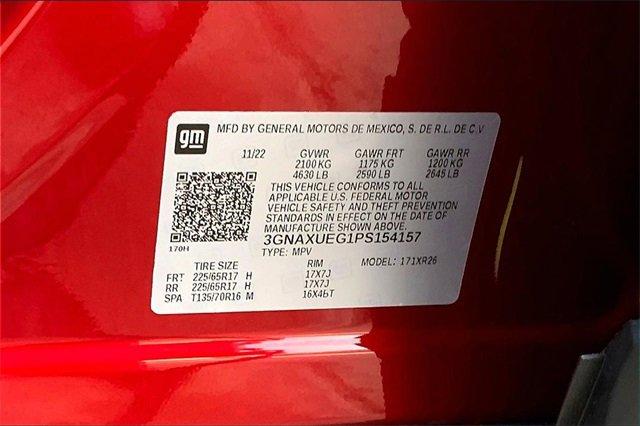 gm MFD BY GENERAL MOTORS DE MEXICO, S. DE R.L. DE C.V
11/22 GVWR GAWR FRT GAWR RR
2100 KG 1175 KG 1200 KG
4630 LB 2590 LB 2645 LB
THIS VEHICLE CONFORMS TO ALL
APPLICABLE U.S. FEDERAL MOTOR
VEHICLE SAFETY AND THEFT PREVENTION
STANDARDS IN EFFECT ON THE DATE OF
MANUFACTURE SHOWN ABOVE.
170H 3GNAXUEG1PS154157
TYPE: MPV MODEL: 171XR26
TIRE SIZE RIM
FRT 225/65R17 H 17X7J
RR 225/65R17 H 17X7J
SPA T135/70R16 M 16X4bT